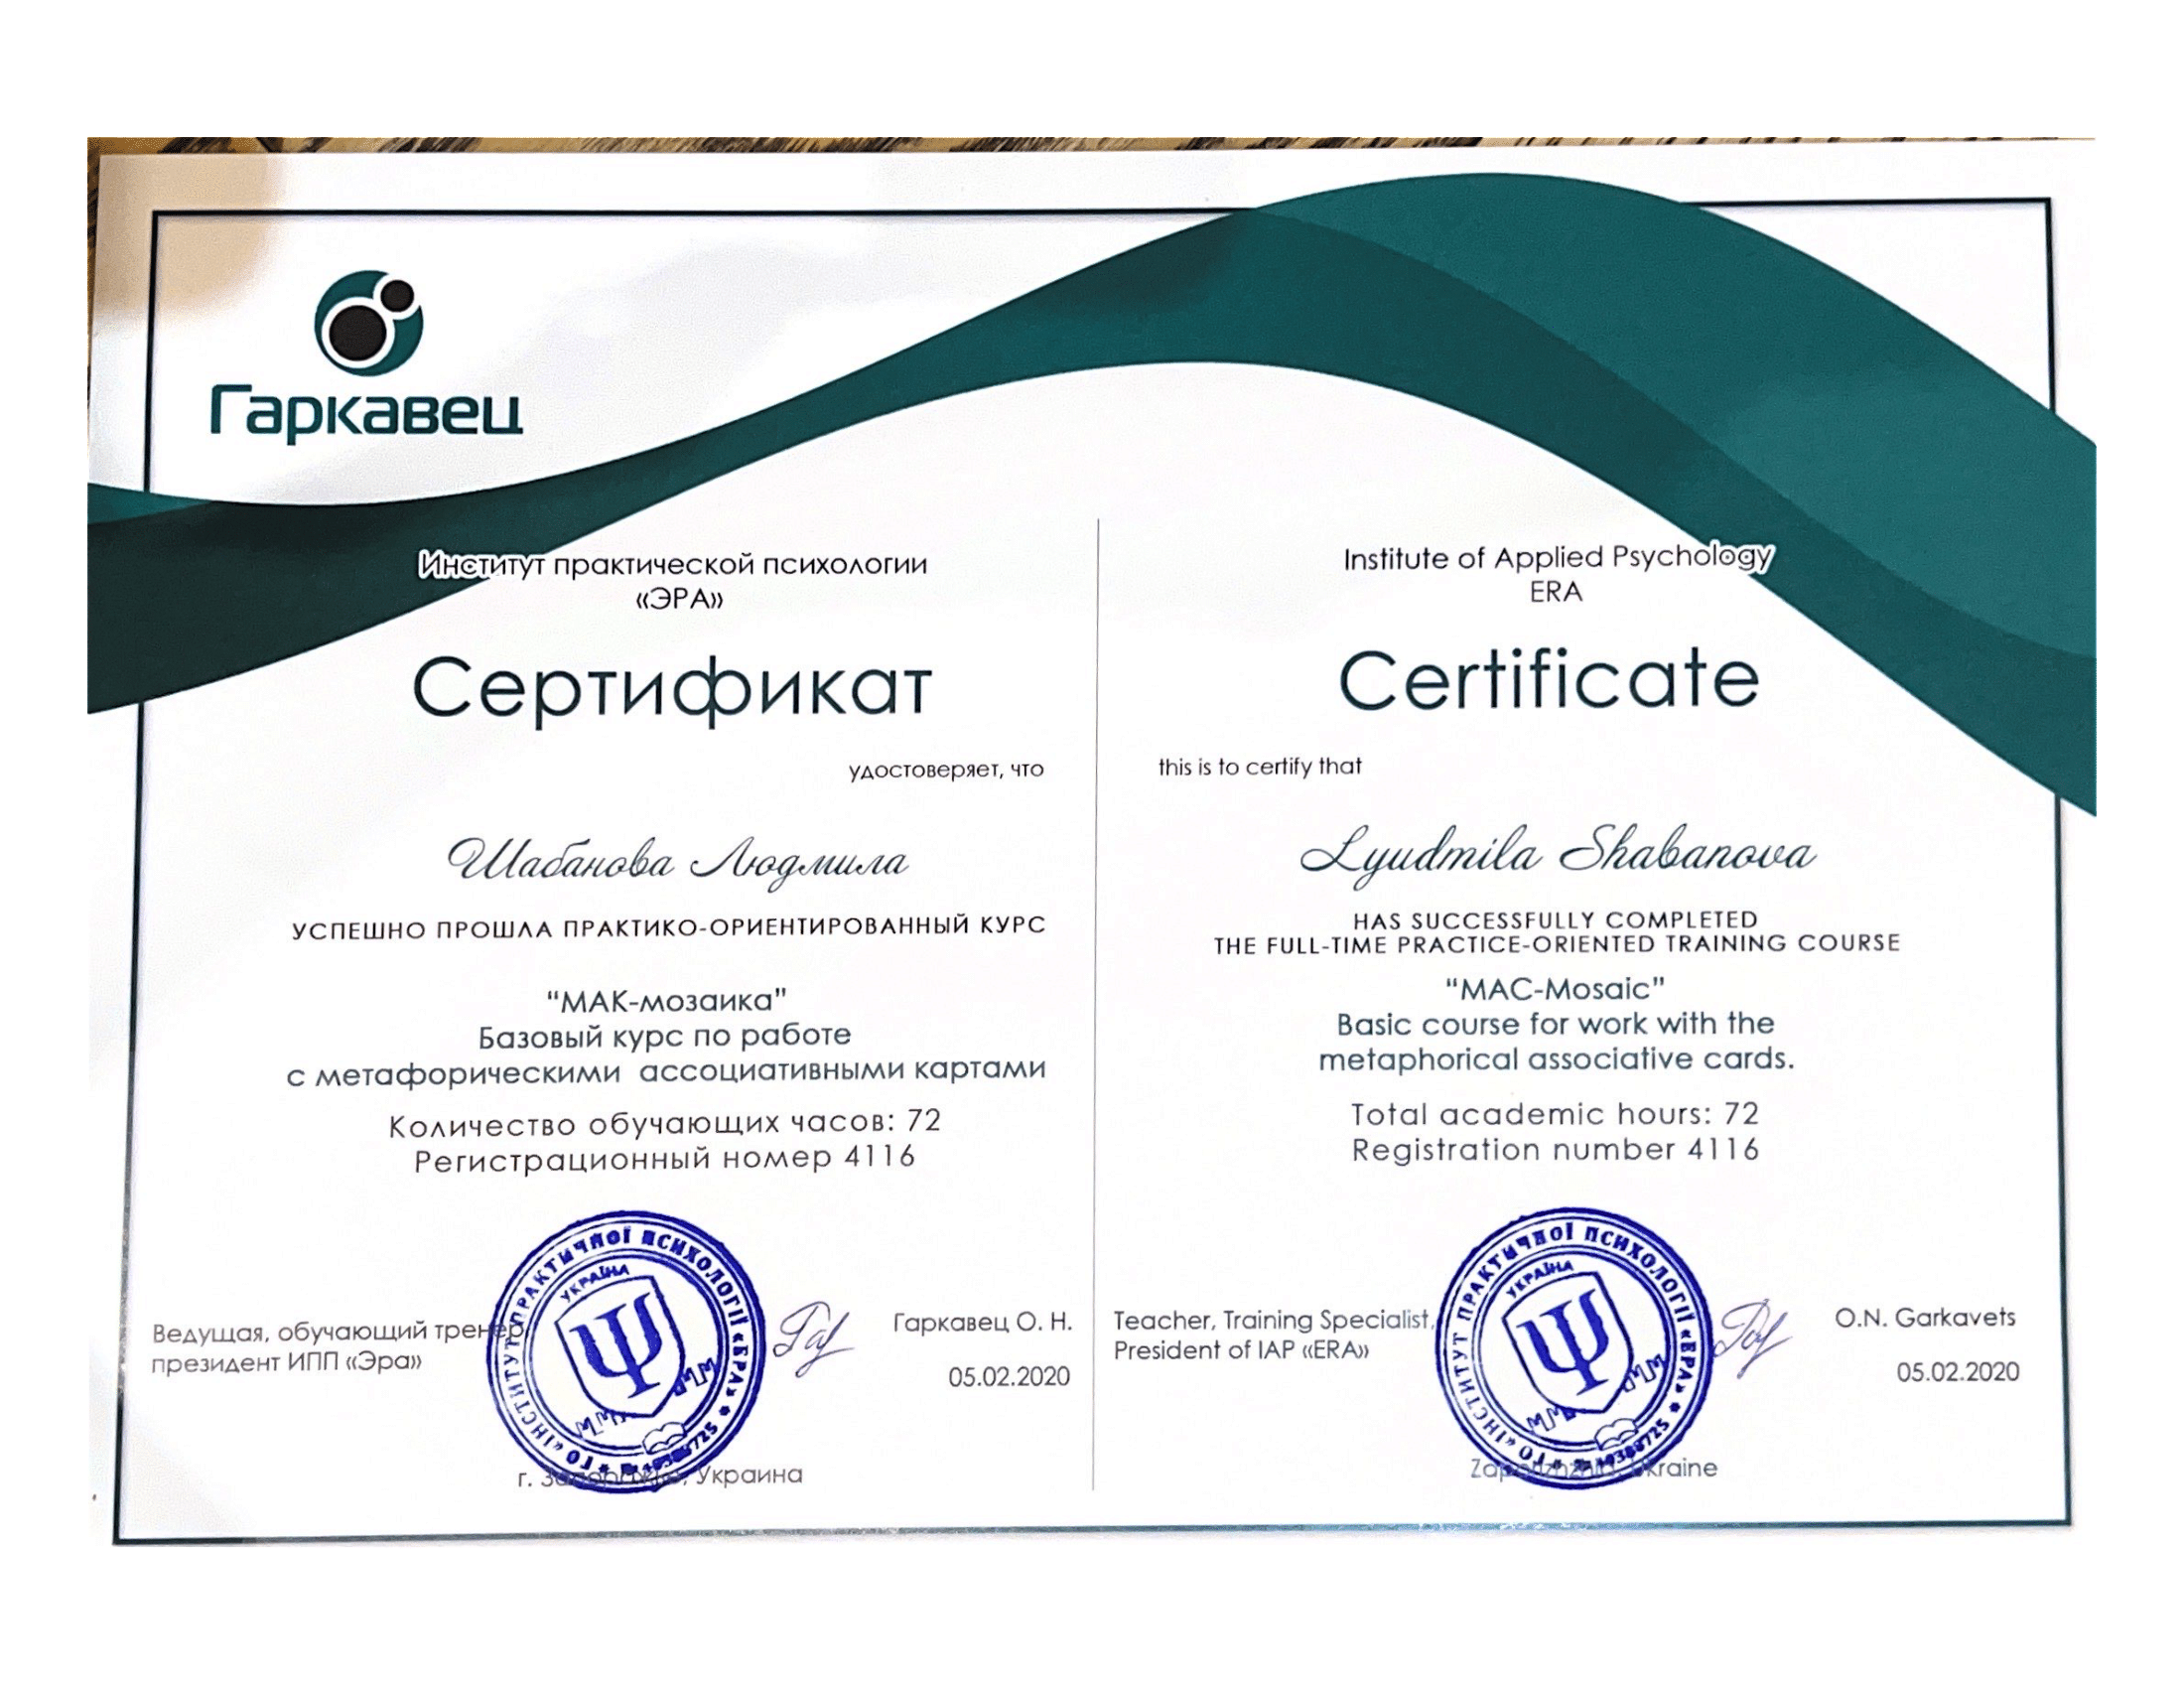 Гаркавец
Институт практической психологии
«ЭРА»
Сертификат
удостоверяет, что
Шабанова Людмила
УСПЕШНО ПРОШЛА ПРАКТИКО-ОРИЕНТИРОВАННЫЙ КУРС
“МАК-мозаика”
Базовый курс по работе
с метафорическими ассоциативными картами
Количество обучающих часов: 72
Регистрационный номер 4116
Ведущая, обучающий тренер
президент ИПП «Эра»
ІНСТИТУТ ПРАКТИЧНОЇ ПСИХОЛОГІЇ «ЕРА»
УКРАЇНА
Гаркавец О. Н.
05.02.2020
г. Запорожье, Украина
Institute of Applied Psychology
ERA
Certificate
this is to certify that
Lyudmila Shabanova
HAS SUCCESSFULLY COMPLETED
THE FULL-TIME PRACTICE-ORIENTED TRAINING COURSE
“MAC-Mosaic”
Basic course for work with the
metaphorical associative cards.
Total academic hours: 72
Registration number 4116
Teacher, Training Specialist,
President of IAP «ERA»
ГО «ІНСТИТУТ ПРАКТИЧНОЇ ПСИХОЛОГІЇ «ЕРА»
УКРАЇНА
O.N. Garkavets
05.02.2020
Zaporizhzhia, Ukraine